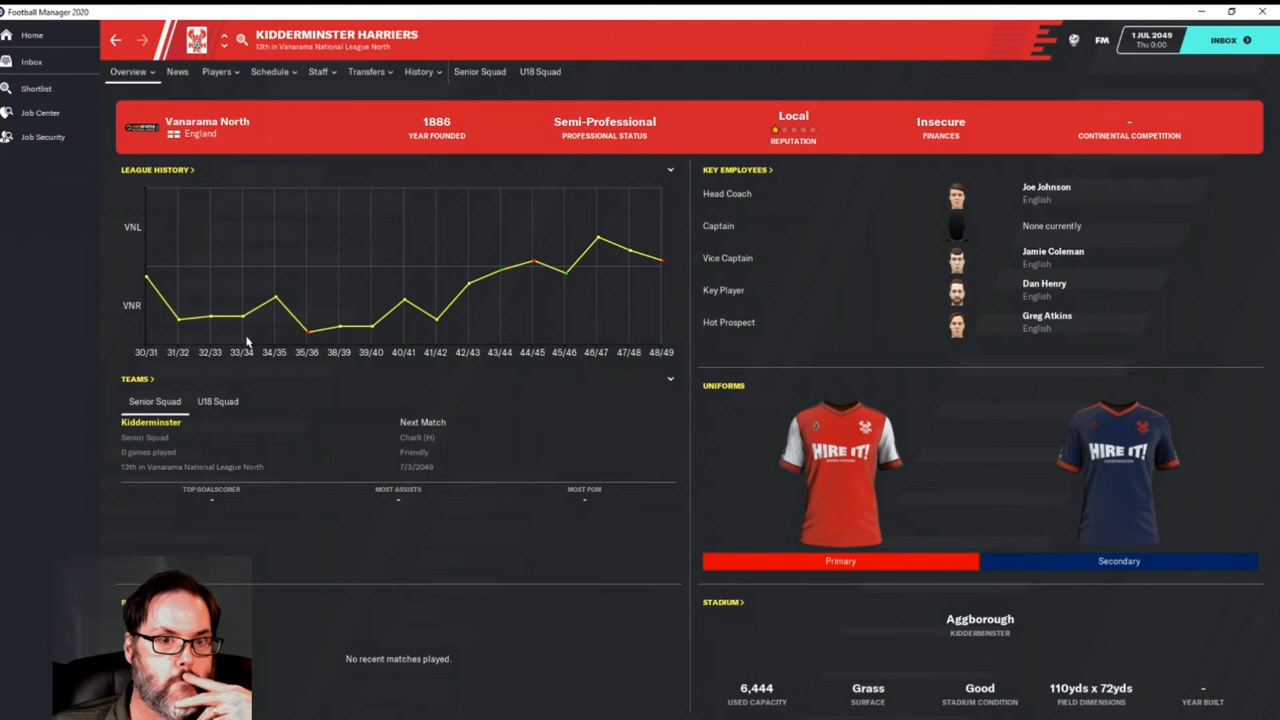 Football Manager 2020
Home
Inbox
Shortlist
Job Center
Job Security
KIDDERMINSTER HARRIERS
13th in Vanarama National League North
FM
1 JUL 2049
Thu 0:00
INBOX
Overview
News
Players
Schedule
Staff
Transfers
History
Senior Squad
U18 Squad
Vanarama North
England
1886
YEAR FOUNDED
Semi-Professional
PROFESSIONAL STATUS
Local
REPUTATION
Insecure
FINANCES
-
CONTINENTAL COMPETITION
LEAGUE HISTORY >
VNL
VNR
30/31 31/32 32/33 33/34 34/35 35/36 38/39 39/40 40/41 41/42 42/43 43/44 44/45 45/46 46/47 47/48 48/49
TEAMS >
Senior Squad U18 Squad
Kidderminster
Senior Squad
0 games played
13th in Vanarama National League North
Next Match
Charlt (H)
Friendly
7/3/2049
TOP GOALSCORER
-
MOST ASSISTS
-
MOST POM
-
No recent matches played.
KEY EMPLOYEES >
Head Coach
Joe Johnson
English
Captain
None currently
Vice Captain
Jamie Coleman
English
Key Player
Dan Henry
English
Hot Prospect
Greg Atkins
English
UNIFORMS
HIRE IT!
HIRE IT!
Primary
Secondary
STADIUM >
Aggborough
KIDDERMINSTER
6,444
USED CAPACITY
Grass
SURFACE
Good
STADIUM CONDITION
110yds x 72yds
FIELD DIMENSIONS
-
YEAR BUILT